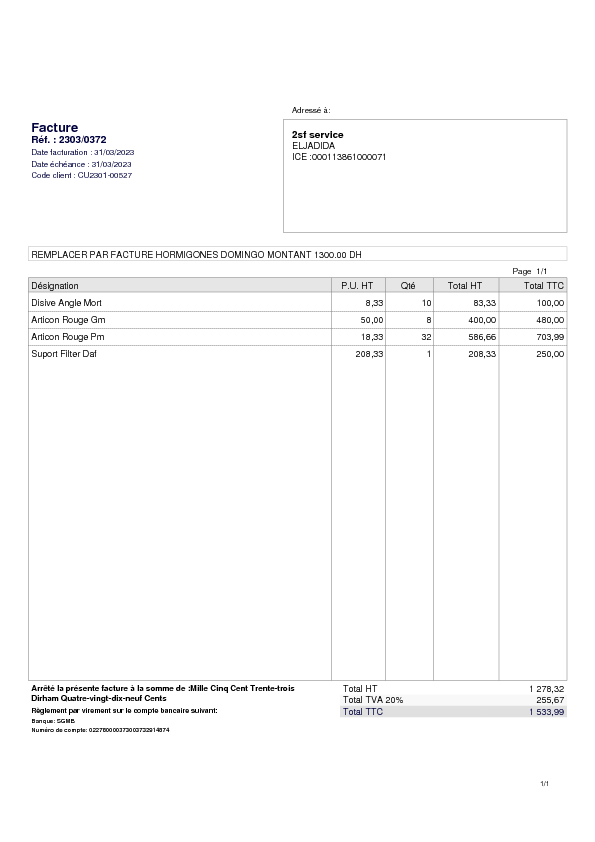 Adressé à:
Facture
Réf. : 2303/0372
Date facturation : 31/03/2023
Date échéance : 31/03/2023
Code client : CU2301-00527
2sf service
ELJADIDA
ICE :000113861000071
REMPLACER PAR FACTURE HORMIGONES DOMINGO MONTANT 1300.00 DH
Page 1/1
Désignation P.U. HT Qté Total HT Total TTC
Disive Angle Mort 8,33 10 83,33 100,00
Articon Rouge Gm 50,00 8 400,00 480,00
Articon Rouge Pm 18,33 32 586,66 703,99
Suport Filter Daf 208,33 1 208,33 250,00
Arrêté la présente facture à la somme de :Mille Cinq Cent Trente-trois
Dirham Quatre-vingt-dix-neuf Cents
Règlement par virement sur le compte bancaire suivant:
Banque: SGMB
Numéro de compte:
Total HT 1 278,32
Total TVA 20% 255,67
Total TTC 1 533,99
1/1